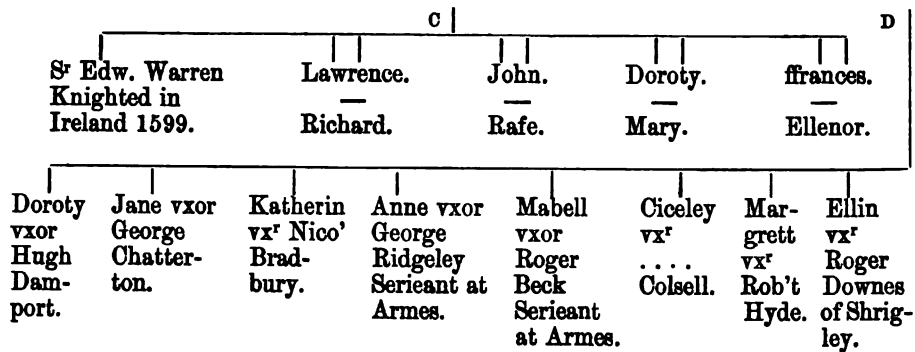 C D
Sʳ Edw. Warren
Knighted in
Ireland 1599.
Lawrence.
—
Richard.
John.
—
Rafe.
Doroty.
—
Mary.
ffrances.
—
Ellenor.
Doroty
vxor
Hugh
Dam-
port.
Jane vxor
George
Chatter-
ton.
Katherin
vxʳ Nico'
Brad-
bury.
Anne vxor
George
Ridgeley
Serieant at
Armes.
Mabell
vxor
Roger
Beck
Serieant
at Armes.
Ciceley
vxʳ
. . . .
Colsell.
Mar-
grett
vxʳ
Rob't
Hyde.
Ellin
vxʳ
Roger
Downes
of Shrig-
ley.